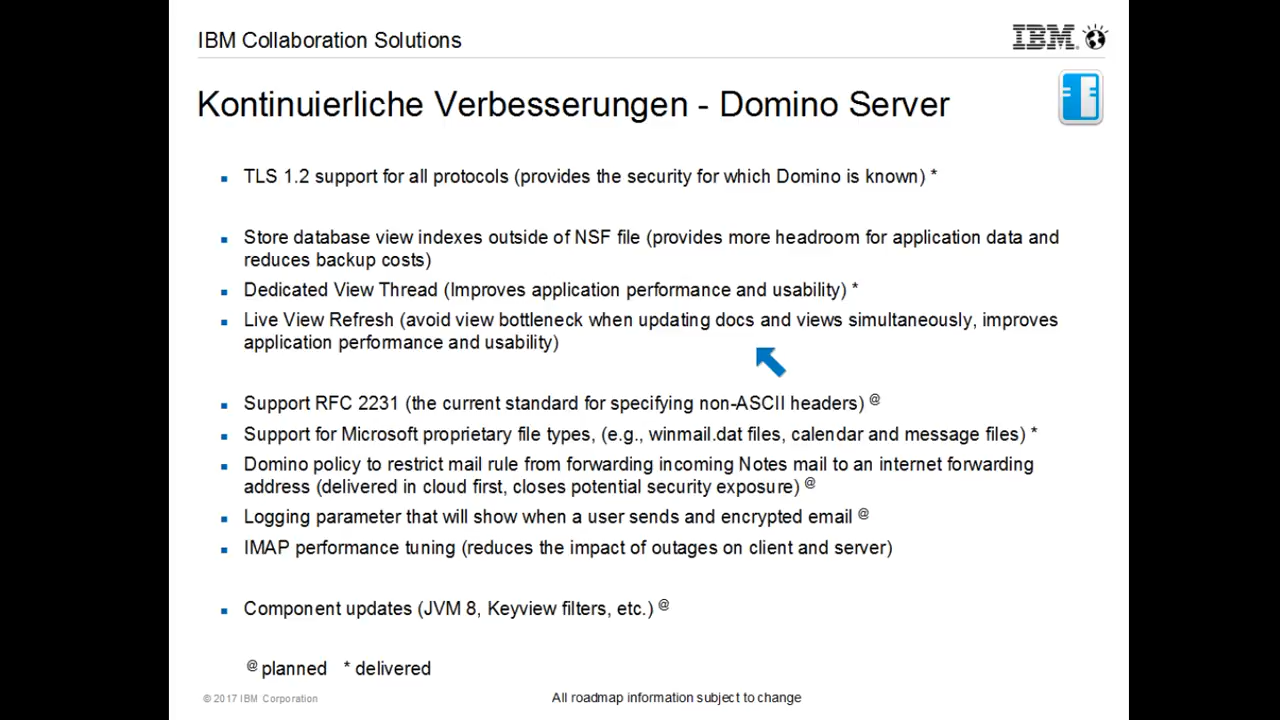 IBM Collaboration Solutions
IBM®
Kontinuierliche Verbesserungen - Domino Server
▪ TLS 1.2 support for all protocols (provides the security for which Domino is known) *
▪ Store database view indexes outside of NSF file (provides more headroom for application data and
reduces backup costs)
▪ Dedicated View Thread (Improves application performance and usability) *
▪ Live View Refresh (avoid view bottleneck when updating docs and views simultaneously, improves
application performance and usability)
▪ Support RFC 2231 (the current standard for specifying non-ASCII headers) @
▪ Support for Microsoft proprietary file types, (e.g., winmail.dat files, calendar and message files) *
▪ Domino policy to restrict mail rule from forwarding incoming Notes mail to an internet forwarding
address (delivered in cloud first, closes potential security exposure) @
▪ Logging parameter that will show when a user sends and encrypted email @
▪ IMAP performance tuning (reduces the impact of outages on client and server)
▪ Component updates (JVM 8, Keyview filters, etc.) @
@ planned * delivered
© 2017 IBM Corporation
All roadmap information subject to change